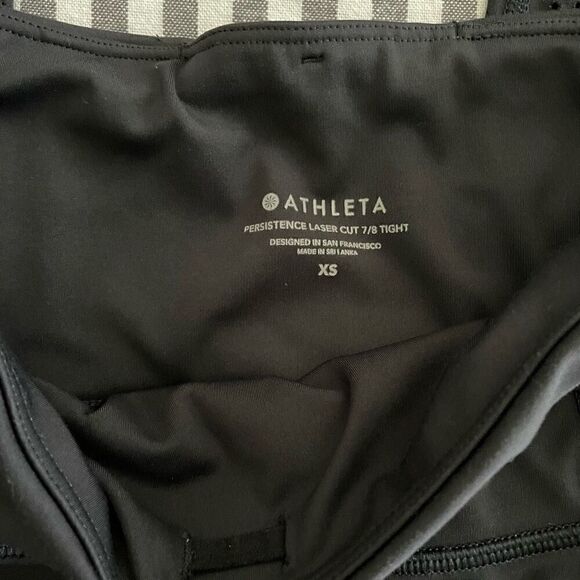 ATHLETA
PERSISTENCE LASER CUT 7/8 TIGHT
DESIGNED IN SAN FRANCISCO
MADE IN SRI LANKA
XS